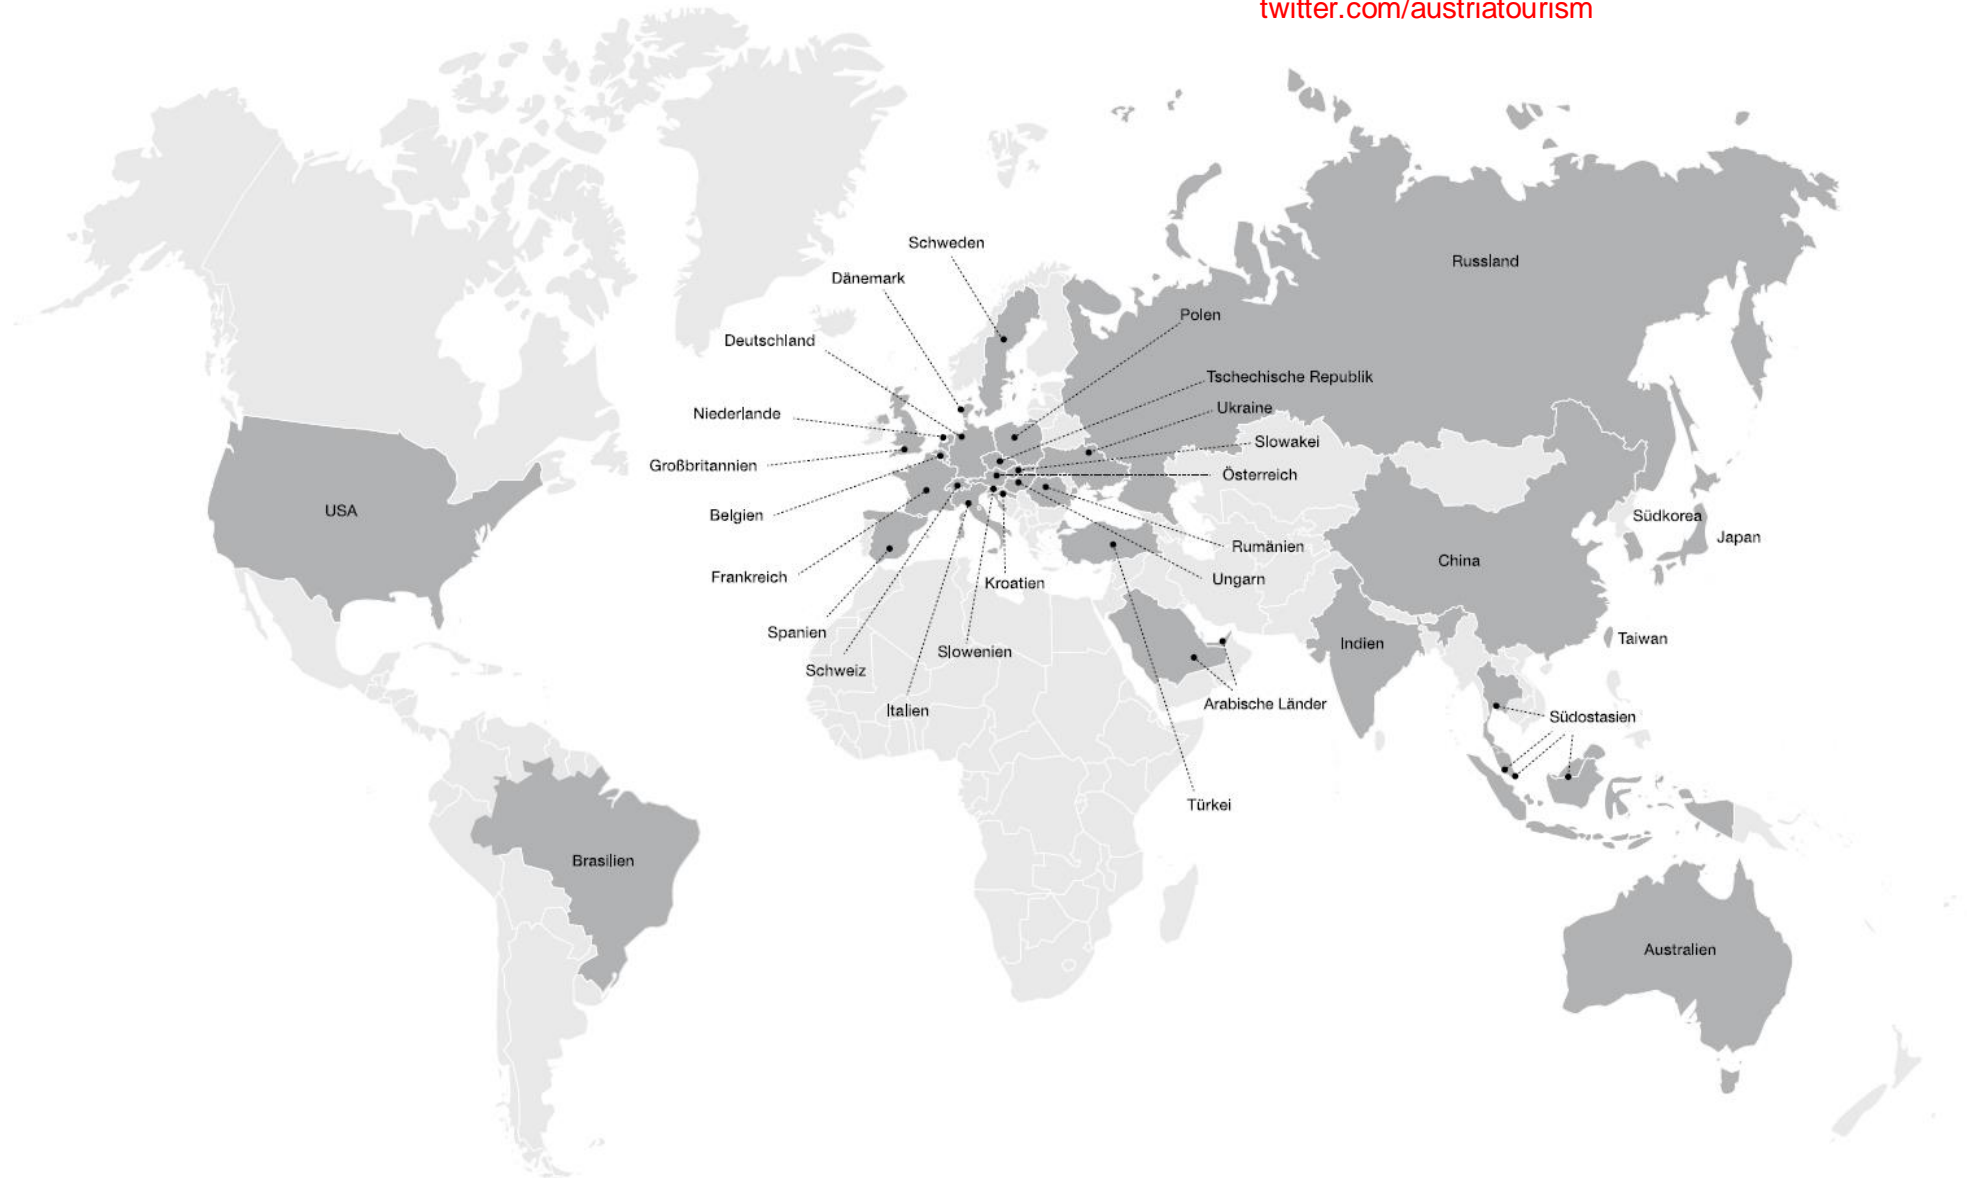 twitter.com/austriatourism
Schweden
Russland
Dänemark
Polen
Deutschland
Tschechische Republik
Ukraine
Niederlande
Slowakei
Großbritannien
Österreich
USA
Belgien
Südkorea
Japan
Rumänien
China
Frankreich
Ungarn
Kroatien
Spanien
Taiwan
Indien
Slowenien
Schweiz
Arabische Länder
Italien
Südostasien
Türkei
Brasilien
Australien